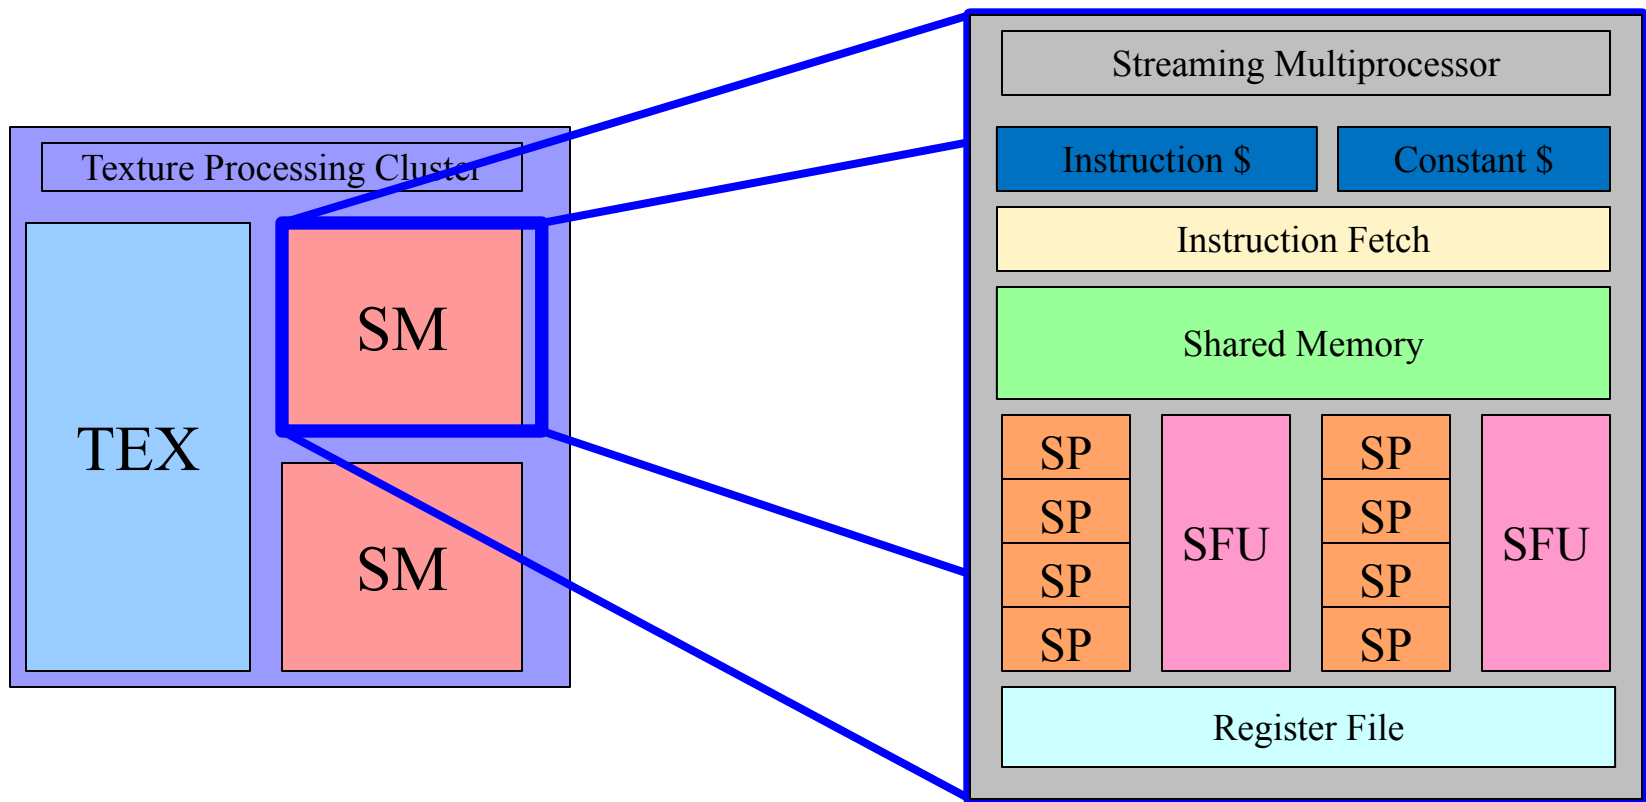 Texture Processing Cluster
TEX
SM
SM
Streaming Multiprocessor
Instruction $
Constant $
Instruction Fetch
Shared Memory
SP
SP
SP
SP
SFU
SP
SP
SP
SP
SFU
Register File